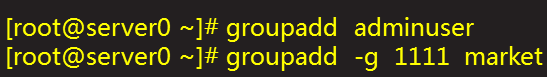 [root@server0 ~]# groupadd adminuser
[root@server0 ~]# groupadd -g 1111 market